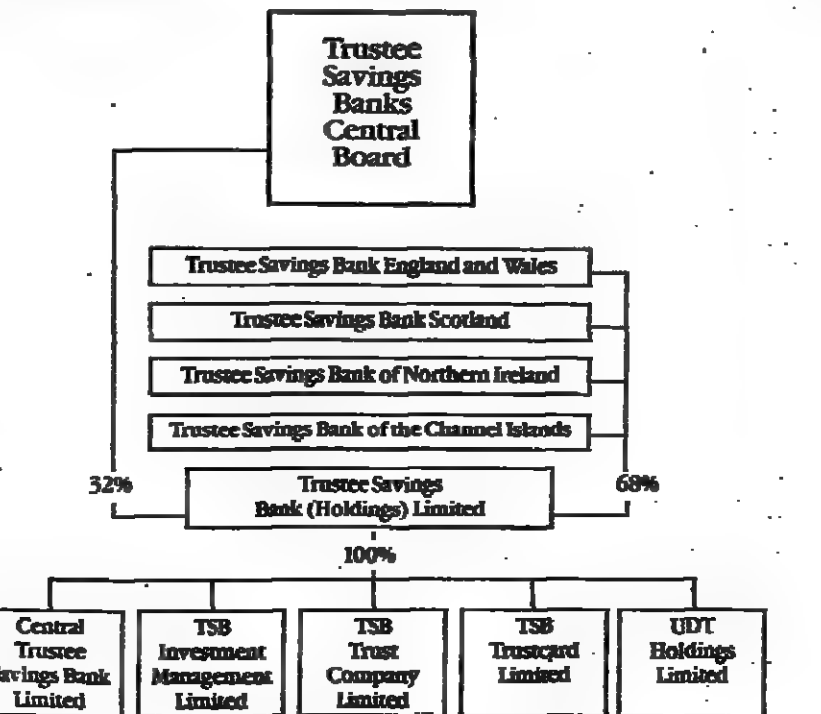 Trustee
Savings
Banks
Central
Board
Trustee Savings Bank England and Wales
Trustee Savings Bank Scotland
Trustee Savings Bank of Northern Ireland
Trustee Savings Bank of the Channel Islands
32%
Trustee Savings
Bank (Holdings) Limited
68%
100%
Central
Trustee
Savings Bank
Limited
TSB
Investment
Management
Limited
TSB
Trust
Company
Limited
TSB
Trustcard
Limited
UDT
Holdings
Limited